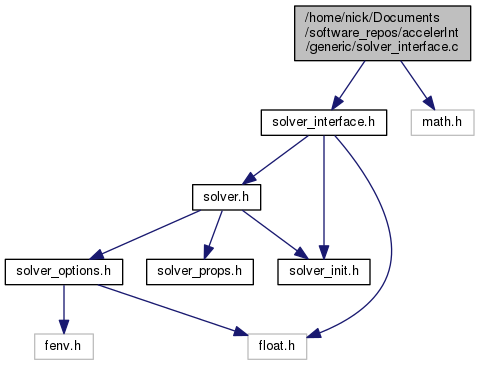 /home/nick/Documents
/software_repos/accelerInt
/generic/solver_interface.c
solver_interface.h
math.h
solver.h
solver_options.h
solver_props.h
solver_init.h
fenv.h
float.h